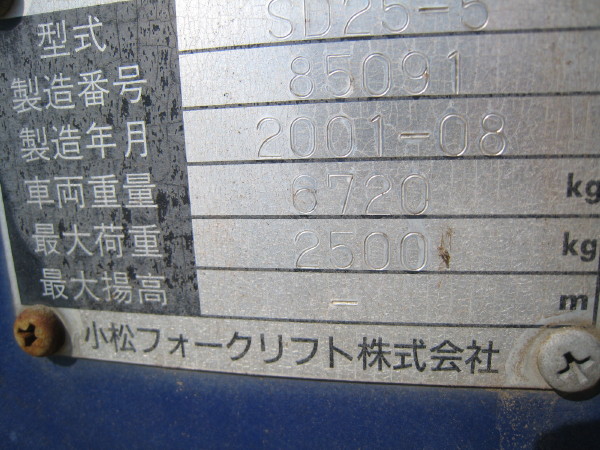 型式 SD25-5
製造番号 85091
製造年月 2001-08
車両重量 6720 kg
最大荷重 2500 kg
最大揚高 - m
小松フォークリフト株式会社